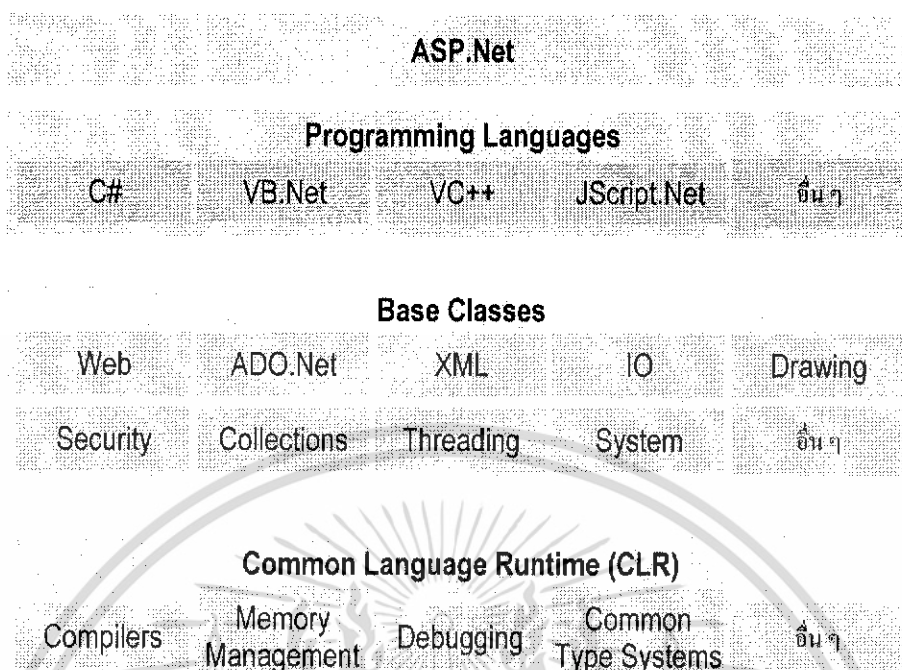 ASP.Net
Programming Languages
C# VB.Net VC++ JScript.Net อื่น ๆ
Base Classes
Web ADO.Net XML IO Drawing
Security Collections Threading System อื่น ๆ
Common Language Runtime (CLR)
Compilers Memory Management Debugging Common Type Systems อื่น ๆ